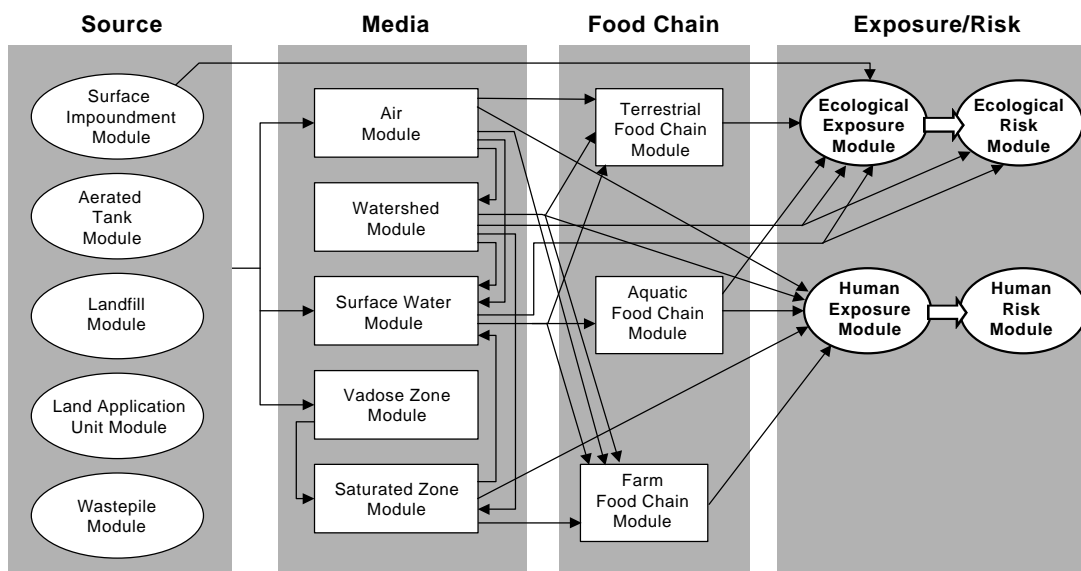 Source
Media
Food Chain
Exposure/Risk
Surface
Impoundment
Module
Aerated
Tank
Module
Landfill
Module
Land Application
Unit Module
Wastepile
Module
Air
Module
Watershed
Module
Surface Water
Module
Vadose Zone
Module
Saturated Zone
Module
Terrestrial
Food Chain
Module
Aquatic
Food Chain
Module
Farm
Food Chain
Module
Ecological
Exposure
Module
Ecological
Risk
Module
Human
Exposure
Module
Human
Risk
Module